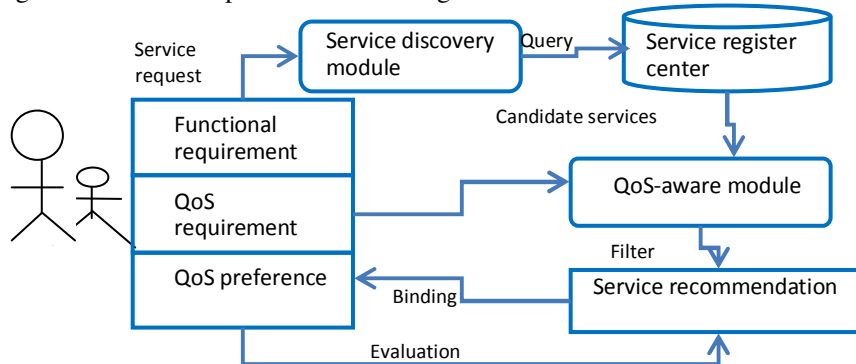 Service
request
Service discovery
module
Query
Service register
center
Functional
requirement
Candidate services
QoS
requirement
QoS-aware module
QoS preference
Filter
Binding
Service recommendation
Evaluation